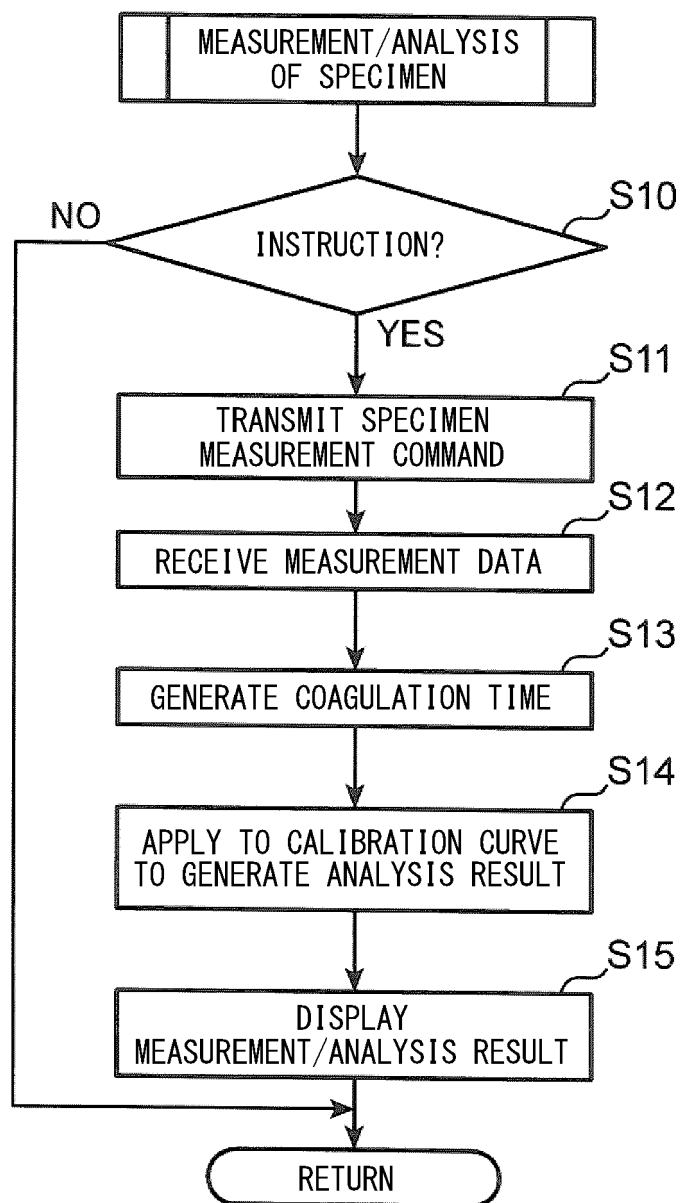 MEASUREMENT/ANALYSIS
OF SPECIMEN
NO
S10
INSTRUCTION?
YES
S11
TRANSMIT SPECIMEN
MEASUREMENT COMMAND
S12
RECEIVE MEASUREMENT DATA
S13
GENERATE COAGULATION TIME
S14
APPLY TO CALIBRATION CURVE
TO GENERATE ANALYSIS RESULT
S15
DISPLAY
MEASUREMENT/ANALYSIS RESULT
RETURN